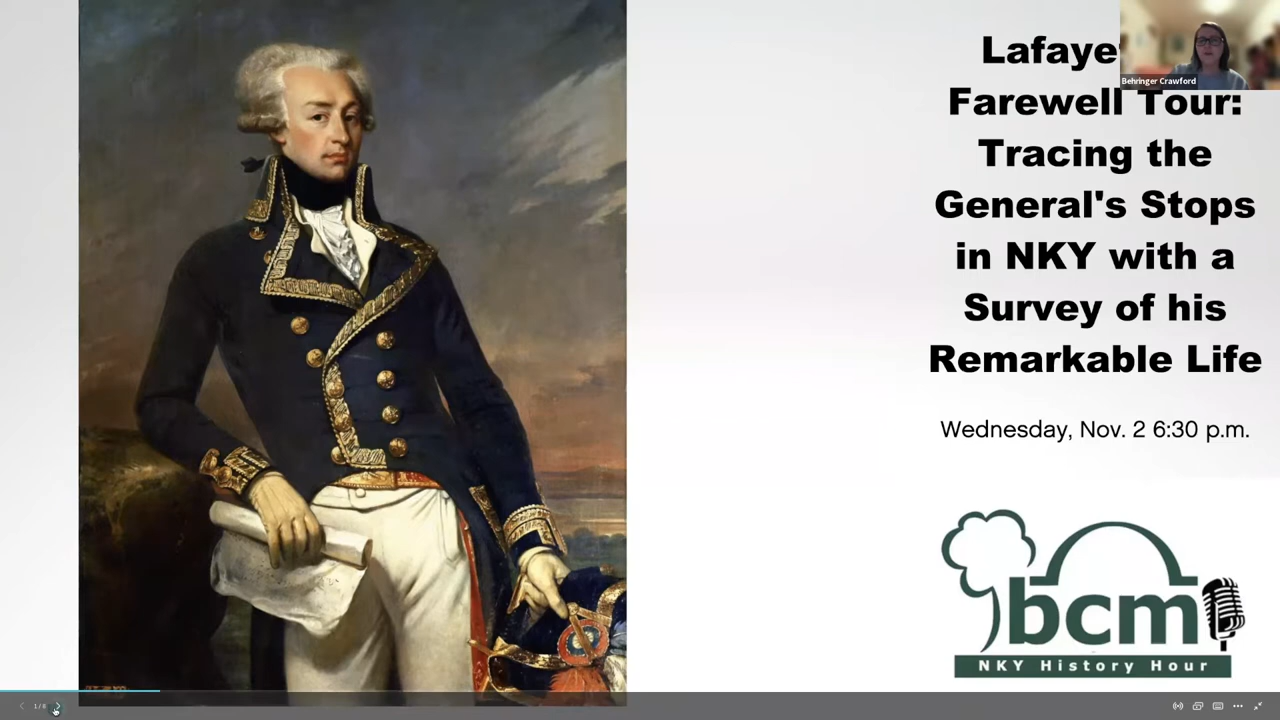 Lafaye
Farewell Tour:
Tracing the
General's Stops
in NKY with a
Survey of his
Remarkable Life
Wednesday, Nov. 2 6:30 p.m.
bcm
NKY History Hour
Behringer Crawford